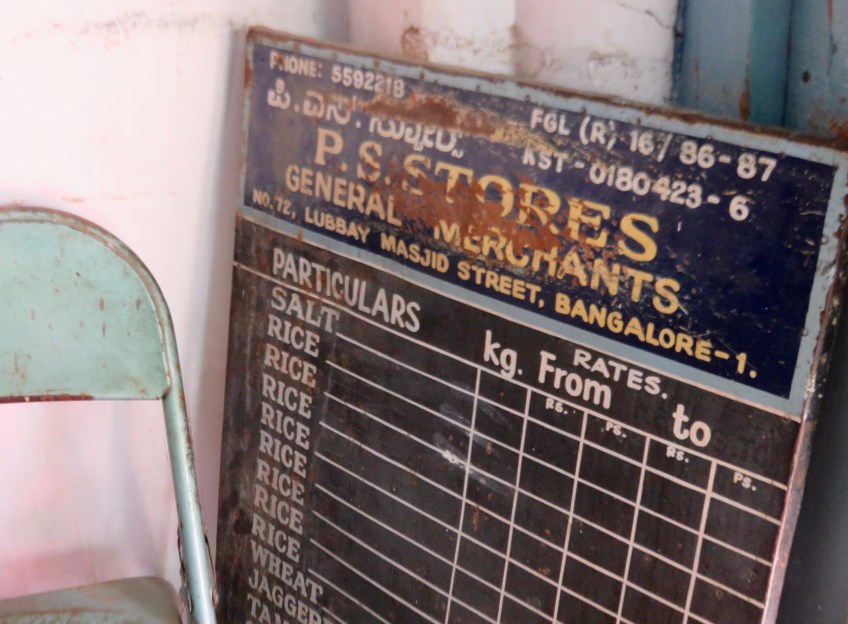 PHONE: 5592218
FGL (R) 16/86-87
ಪಿ.ಎಸ್. ಸ್ಟೋರ್ಸ್
KST-0180423-6
P.S.STORES
GENERAL MERCHANTS
NO.72, LUBBAY MASJID STREET, BANGALORE-1.
PARTICULARS
kg. From RATES. to
Rs. Ps. Rs. Ps.
SALT
RICE
RICE
RICE
RICE
RICE
RICE
RICE
RICE
WHEAT